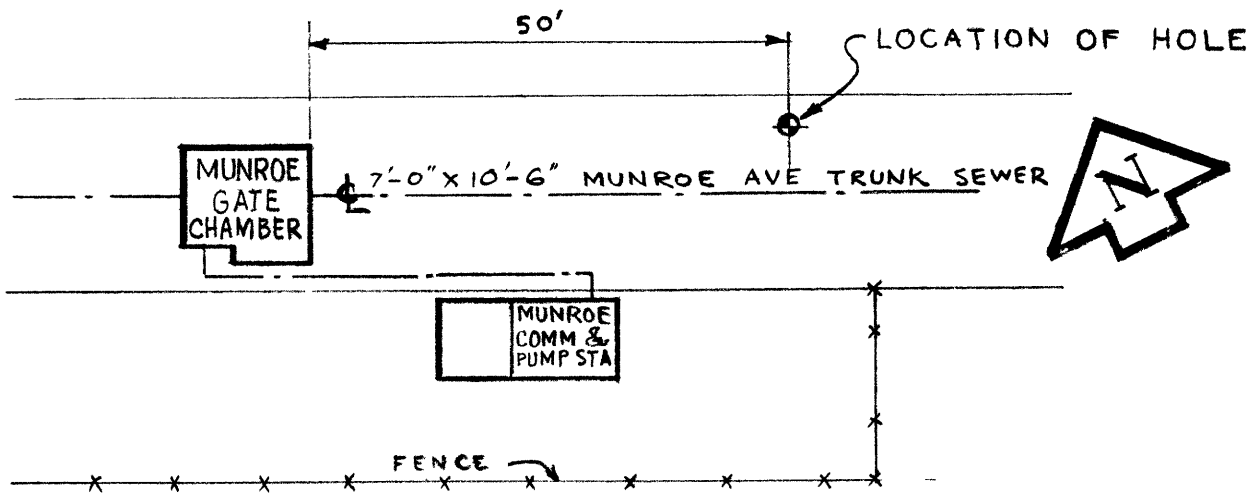 50'
LOCATION OF HOLE
MUNROE
GATE
CHAMBER
℄ 7'-0" X 10'-6" MUNROE AVE TRUNK SEWER
N
MUNROE
COMM &
PUMP STA
FENCE